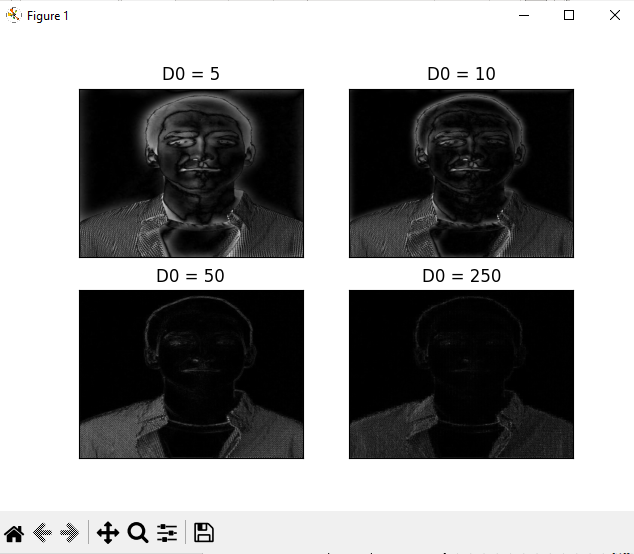 Figure 1
D0 = 5
D0 = 10
D0 = 50
D0 = 250